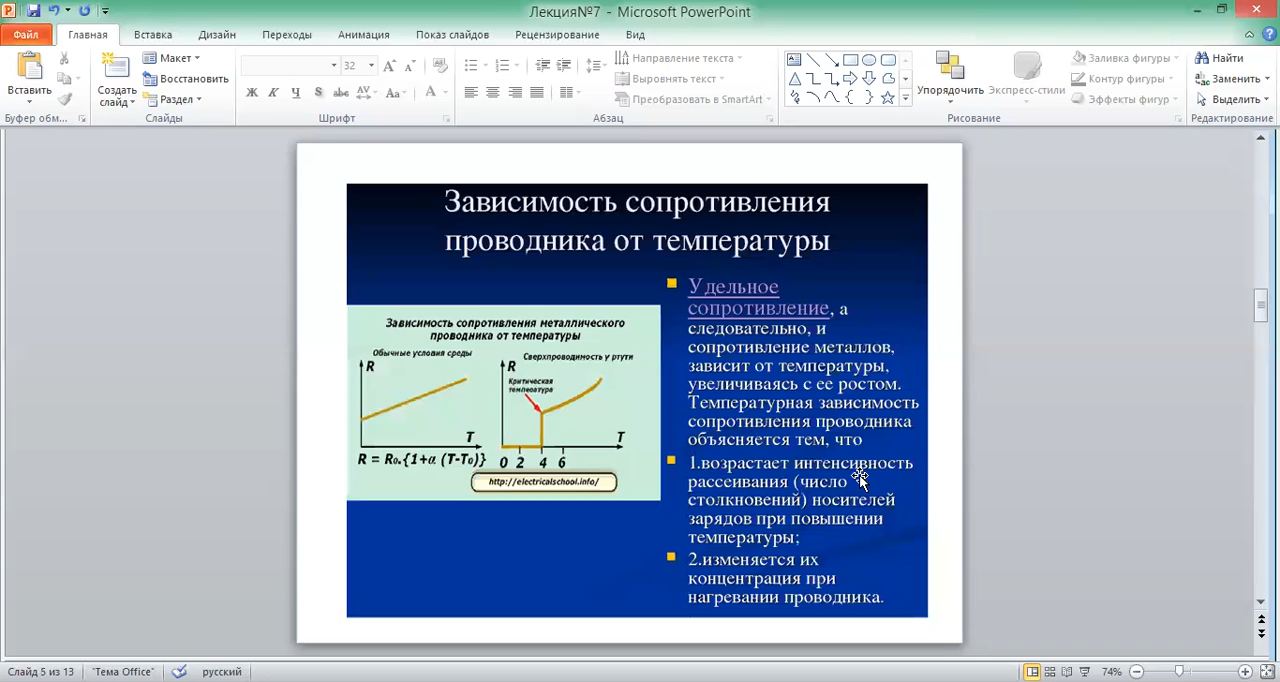 Лекция№7 - Microsoft PowerPoint
Файл Главная Вставка Дизайн Переходы Анимация Показ слайдов Рецензирование Вид
Вставить
Буфер обм...
Создать слайд
Макет
Восстановить
Раздел
Слайды
32
Ж К Ч S abc AV Aa A
Шрифт
Направление текста
Выровнять текст
Преобразовать в SmartArt
Абзац
Упорядочить
Экспресс-стили
Заливка фигуры
Контур фигуры
Эффекты фигур
Рисование
Найти
Заменить
Выделить
Редактирование
Зависимость сопротивления
проводника от температуры
Зависимость сопротивления металлического
проводника от температуры
Обычные условия среды
R
T
R = R₀.{1+α (T-T₀)}
Сверхпроводимость у ртути
R
Критическая
температура
T
0 2 4 6
http://electricalschool.info/
Удельное
сопротивление, а
следовательно, и
сопротивление металлов,
зависит от температуры,
увеличиваясь с ее ростом.
Температурная зависимость
сопротивления проводника
объясняется тем, что
1.возрастает интенсивность
рассеивания (число
столкновений) носителей
зарядов при повышении
температуры;
2.изменяется их
концентрация при
нагревании проводника.
Слайд 5 из 13 "Тема Office" русский 74%